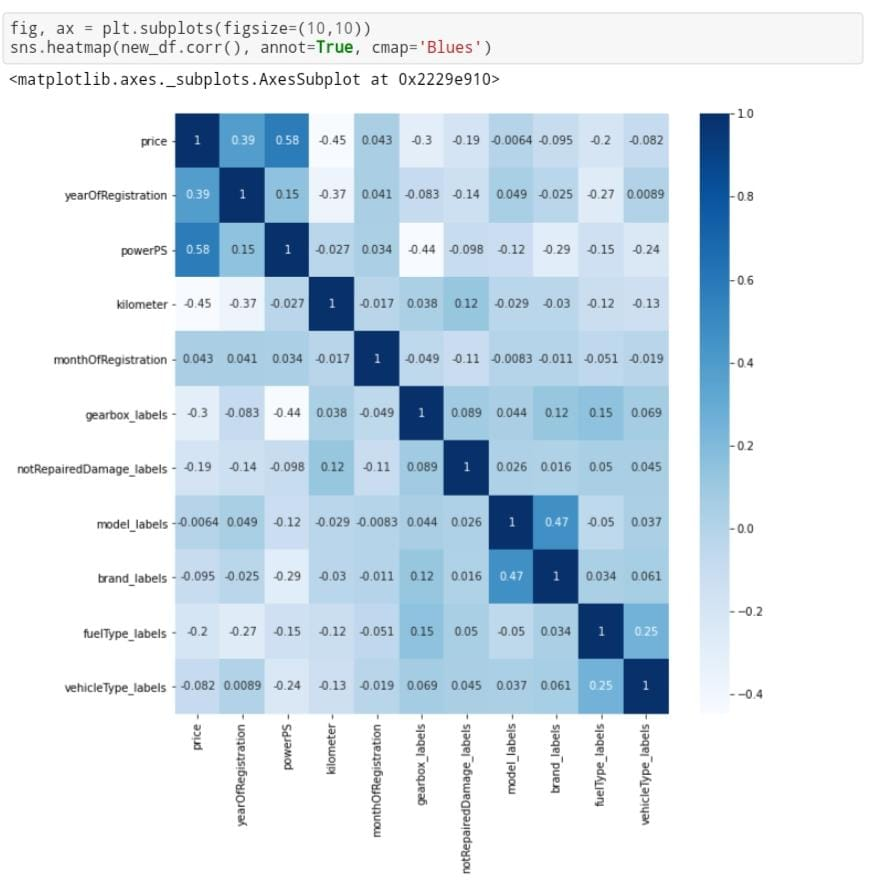 fig, ax = plt.subplots(figsize=(10,10))
sns.heatmap(new_df.corr(), annot=True, cmap='Blues')
<matplotlib.axes._subplots.AxesSubplot at 0x2229e910>
price 1 0.39 0.58 -0.45 0.043 -0.3 -0.19 -0.0064 -0.095 -0.2 -0.082
yearOfRegistration 0.39 1 0.15 -0.37 0.041 -0.083 -0.14 0.049 -0.025 -0.27 0.0089
powerPS 0.58 0.15 1 -0.027 0.034 -0.44 -0.098 -0.12 -0.29 -0.15 -0.24
kilometer -0.45 -0.37 -0.027 1 -0.017 0.038 0.12 -0.029 -0.03 -0.12 -0.13
monthOfRegistration 0.043 0.041 0.034 -0.017 1 -0.049 -0.11 -0.0083 -0.011 -0.051 -0.019
gearbox_labels -0.3 -0.083 -0.44 0.038 -0.049 1 0.089 0.044 0.12 0.15 0.069
notRepairedDamage_labels -0.19 -0.14 -0.098 0.12 -0.11 0.089 1 0.026 0.016 0.05 0.045
model_labels -0.0064 0.049 -0.12 -0.029 -0.0083 0.044 0.026 1 0.47 -0.05 0.037
brand_labels -0.095 -0.025 -0.29 -0.03 -0.011 0.12 0.016 0.47 1 0.034 0.061
fuelType_labels -0.2 -0.27 -0.15 -0.12 -0.051 0.15 0.05 -0.05 0.034 1 0.25
vehicleType_labels -0.082 0.0089 -0.24 -0.13 -0.019 0.069 0.045 0.037 0.061 0.25 1
price
yearOfRegistration
powerPS
kilometer
monthOfRegistration
gearbox_labels
notRepairedDamage_labels
model_labels
brand_labels
fuelType_labels
vehicleType_labels
1.0
0.8
0.6
0.4
0.2
0.0
−0.2
−0.4